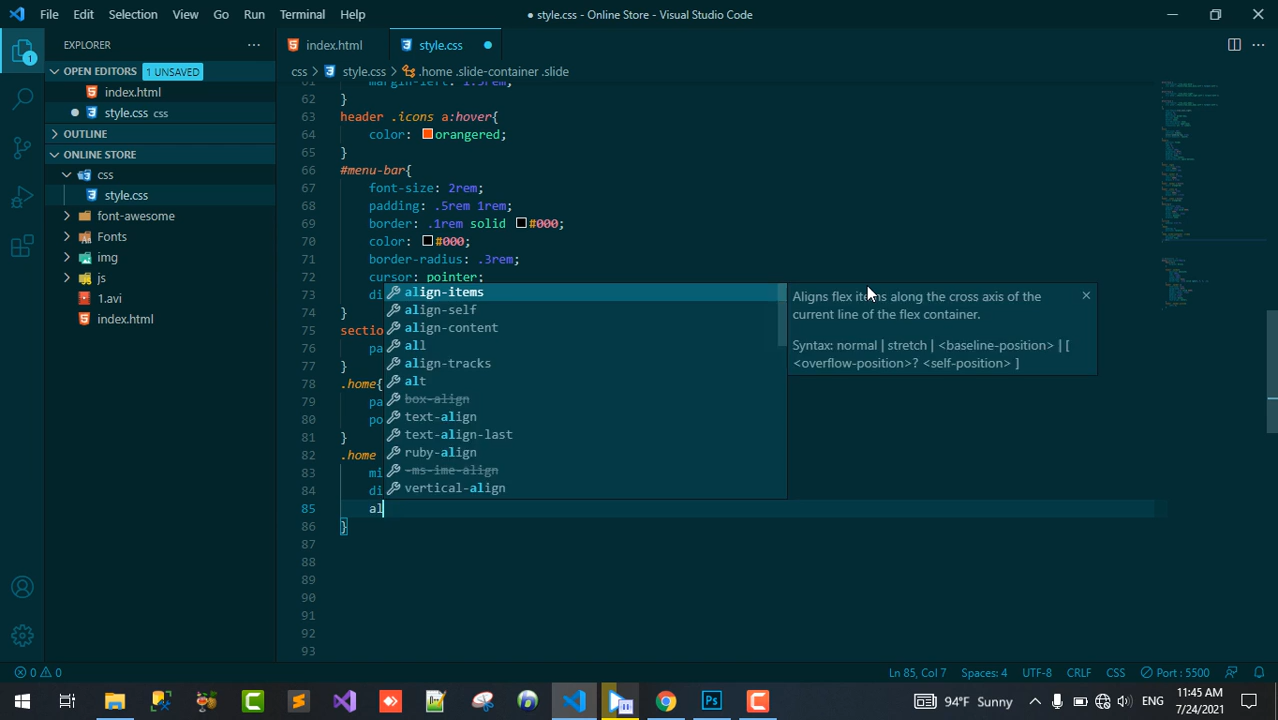 File Edit Selection View Go Run Terminal Help
● style.css - Online Store - Visual Studio Code
EXPLORER
index.html
style.css
OPEN EDITORS 1 UNSAVED
index.html
style.css css
OUTLINE
ONLINE STORE
css
style.css
font-awesome
Fonts
img
js
1.avi
index.html
1
css > style.css > .home .slide-container .slide
62 }
63 header .icons a:hover{
64 color: orangered;
65 }
66 #menu-bar{
67 font-size: 2rem;
68 padding: .5rem 1rem;
69 border: .1rem solid #000;
70 color: #000;
71 border-radius: .3rem;
72 cursor: pointer;
73 di
74 }
75 sectio
76 pa
77 }
78 .home{
79 pa
80 po
81 }
82 .home
83 mi
84 di
85 al
86 }
87
88
89
90
91
92
93
align-items
align-self
align-content
all
align-tracks
alt
box-align
text-align
text-align-last
ruby-align
-ms-ime-align
vertical-align
Aligns flex items along the cross axis of the
current line of the flex container.
Syntax: normal | stretch | <baseline-position> | [
<overflow-position>? <self-position> ]
0 0
Ln 85, Col 7 Spaces: 4 UTF-8 CRLF CSS Port : 5500
94°F Sunny
ENG
11:45 AM
7/24/2021